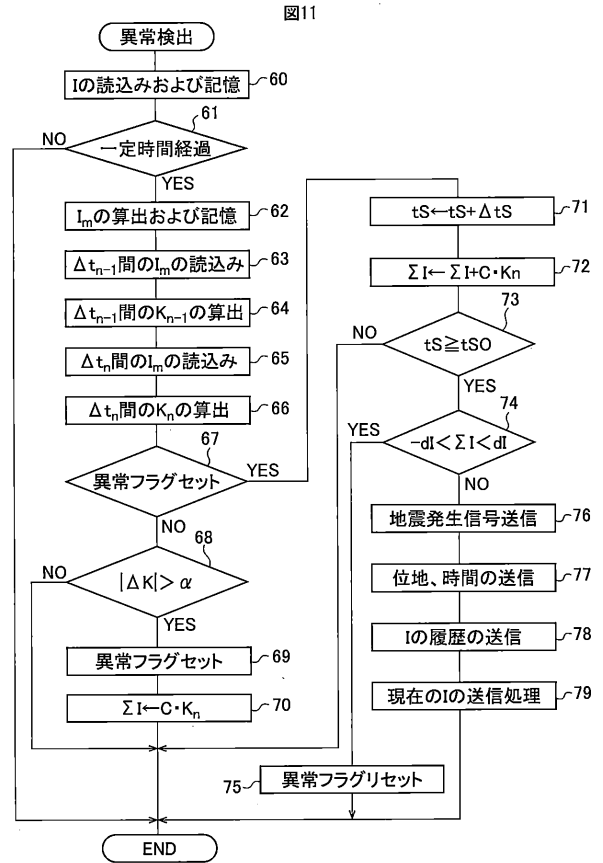 図11
異常検出
Iの読込みおよび記憶
60
61
一定時間経過
NO
YES
Imの算出および記憶
62
Δtn-1間のImの読込み
63
Δtn-1間のKn-1の算出
64
Δtn間のImの読込み
65
Δtn間のKnの算出
66
67
異常フラグセット
YES
NO
68
|ΔK|>α
NO
YES
異常フラグセット
69
ΣI←C・Kn
70
tS←tS+ΔtS
71
ΣI←ΣI+C・Kn
72
73
tS≧tSO
NO
YES
74
-dI<ΣI<dI
YES
NO
地震発生信号送信
76
位地、時間の送信
77
Iの履歴の送信
78
現在のIの送信処理
79
75
異常フラグリセット
END